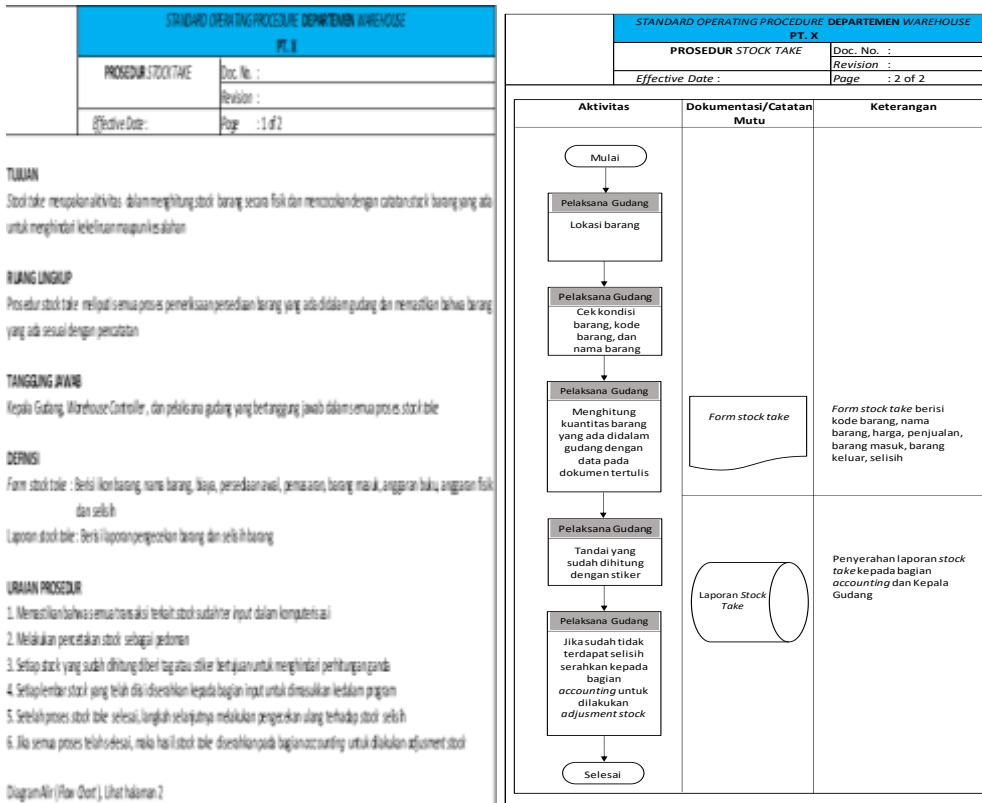 STANDARD OPERATING PROCEDURE DEPARTEMEN WAREHOUSE
PT. X
PROSEDUR STOCK TAKE
Doc. No. :
Revision :
Effective Date :
Page : 1 of 2
TUJUAN
Stock take merupakan aktivitas dalam menghitung stock barang secara fisik dan mencocokan dengan catatan stock barang yang ada
untuk menghindari kekeliruan maupun kesalahan
RUANG LINGKUP
Prosedur stock take meliputi semua proses pemeriksaan persediaan barang yang ada didalam gudang dan memastikan bahwa barang
yang ada sesuai dengan pencatatan
TANGGUNG JAWAB
Kepala Gudang, Warehouse Controller, dan pelaksana gudang yang bertanggung jawab dalam semua proses stock take
DEFINISI
Form stock take : Berisi barang, nama barang, biaya, persediaan awal, pemasaran, barang masuk, anggaran buku, anggaran fisik
dan selisih
Laporan stock take : Berisi laporan pengecekan barang dan selisih barang
URAIAN PROSEDUR
1. Memastikan bahwa semua transaksi terkait stock sudah ter input dalam komputerisasi
2. Melakukan pencetakan stock sebagai pedoman
3. Setiap stock yang sudah dihitung diberi tag atau stiker bertujuan untuk menghindari perhitungan ganda
4. Setiap lembar stock yang telah diisi diserahkan kepada bagian input untuk dimasukkan kedalam program
5. Setelah proses stock take selesai, langkah selanjutnya melakukan pengecekan ulang terhadap stock selisih
6. Jika semua proses telah selesai, maka hasil stock take diserahkan pada bagian accounting untuk dilakukan adjusment stock
Diagram Alir (Flow Chart), Lihat halaman 2
STANDARD OPERATING PROCEDURE DEPARTEMEN WAREHOUSE
PT. X
PROSEDUR STOCK TAKE
Doc. No. :
Revision :
Effective Date :
Page : 2 of 2
Aktivitas
Dokumentasi/Catatan
Mutu
Keterangan
Mulai
Pelaksana Gudang
Lokasi barang
Pelaksana Gudang
Cek kondisi
barang, kode
barang, dan
nama barang
Pelaksana Gudang
Menghitung
kuantitas barang
yang ada didalam
gudang dengan
data pada
dokumen tertulis
Form stock take
Form stock take berisi
kode barang, nama
barang, harga, penjualan,
barang masuk, barang
keluar, selisih
Pelaksana Gudang
Tandai yang
sudah dihitung
dengan stiker
Laporan Stock
Take
Penyerahan laporan stock
take kepada bagian
accounting dan Kepala
Gudang
Pelaksana Gudang
Jika sudah tidak
terdapat selisih
serahkan kepada
bagian
accounting untuk
dilakukan
adjusment stock
Selesai